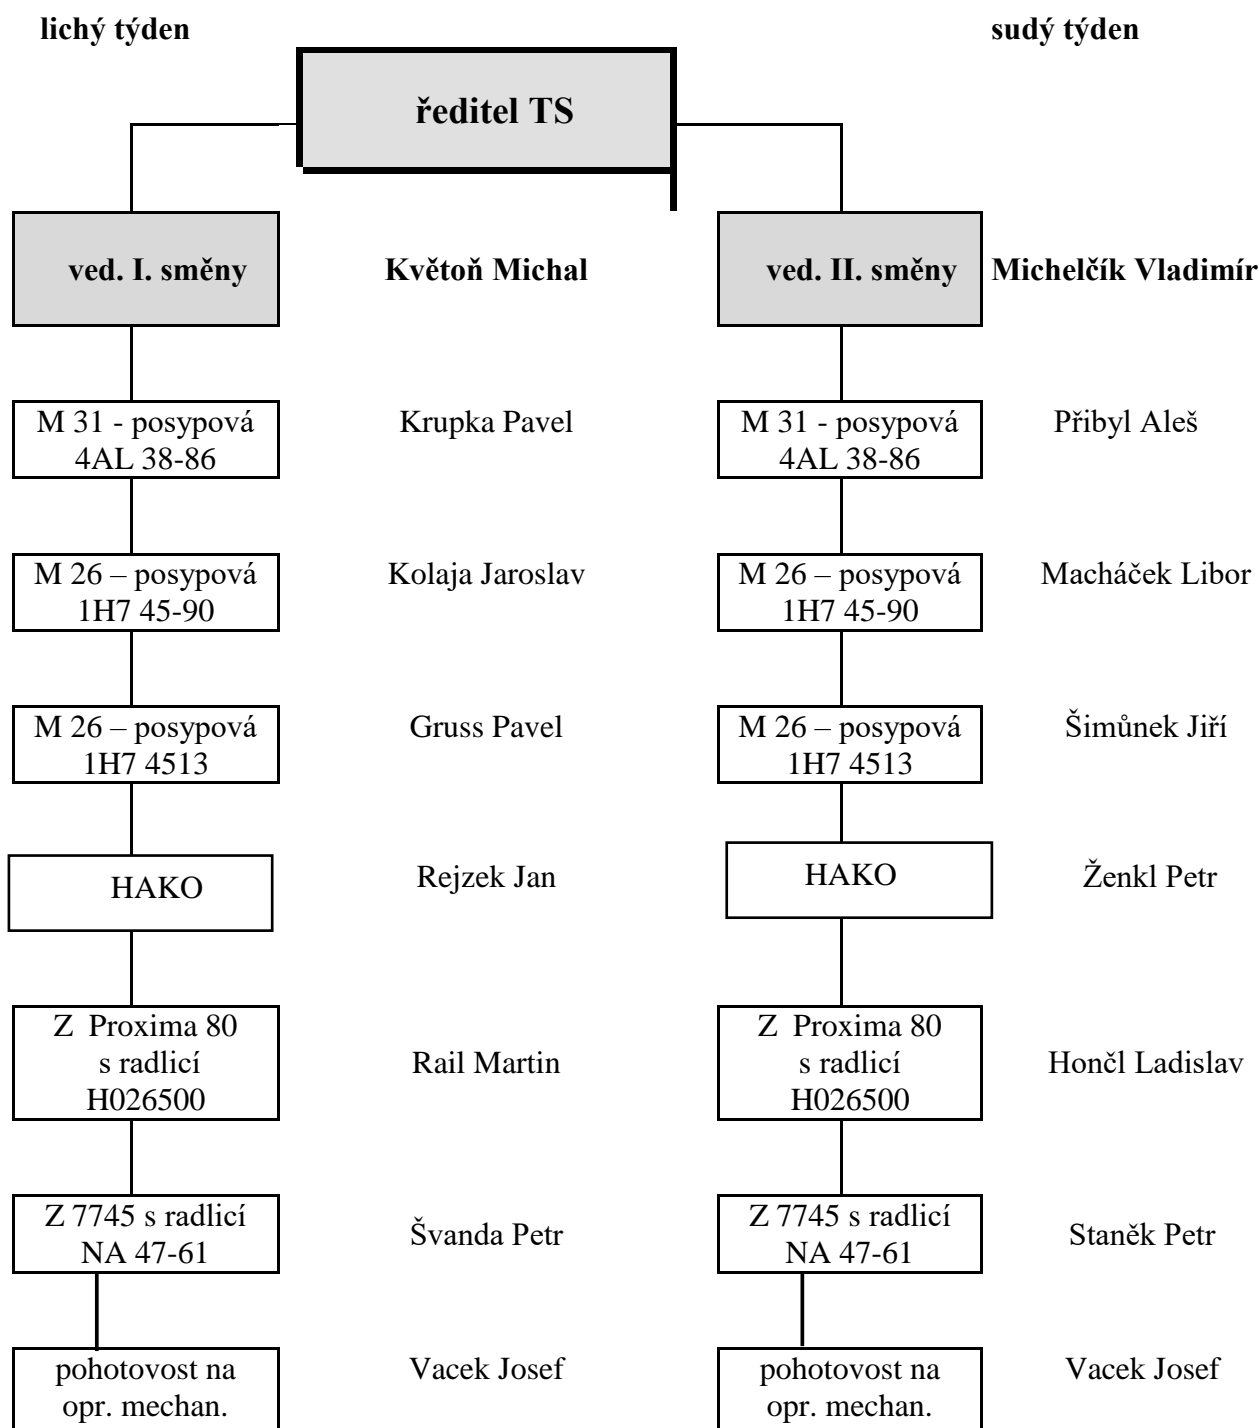 lichý týden
sudý týden
ředitel TS
ved. I. směny
Květoň Michal
ved. II. směny
Michelčík Vladimír
M 31 - posypová
4AL 38-86
Krupka Pavel
M 31 - posypová
4AL 38-86
Přibyl Aleš
M 26 – posypová
1H7 45-90
Kolaja Jaroslav
M 26 – posypová
1H7 45-90
Macháček Libor
M 26 – posypová
1H7 4513
Gruss Pavel
M 26 – posypová
1H7 4513
Šimůnek Jiří
HAKO
Rejzek Jan
HAKO
Ženkl Petr
Z Proxima 80
s radlicí
H026500
Rail Martin
Z Proxima 80
s radlicí
H026500
Hončl Ladislav
Z 7745 s radlicí
NA 47-61
Švanda Petr
Z 7745 s radlicí
NA 47-61
Staněk Petr
pohotovost na
opr. mechan.
Vacek Josef
pohotovost na
opr. mechan.
Vacek Josef